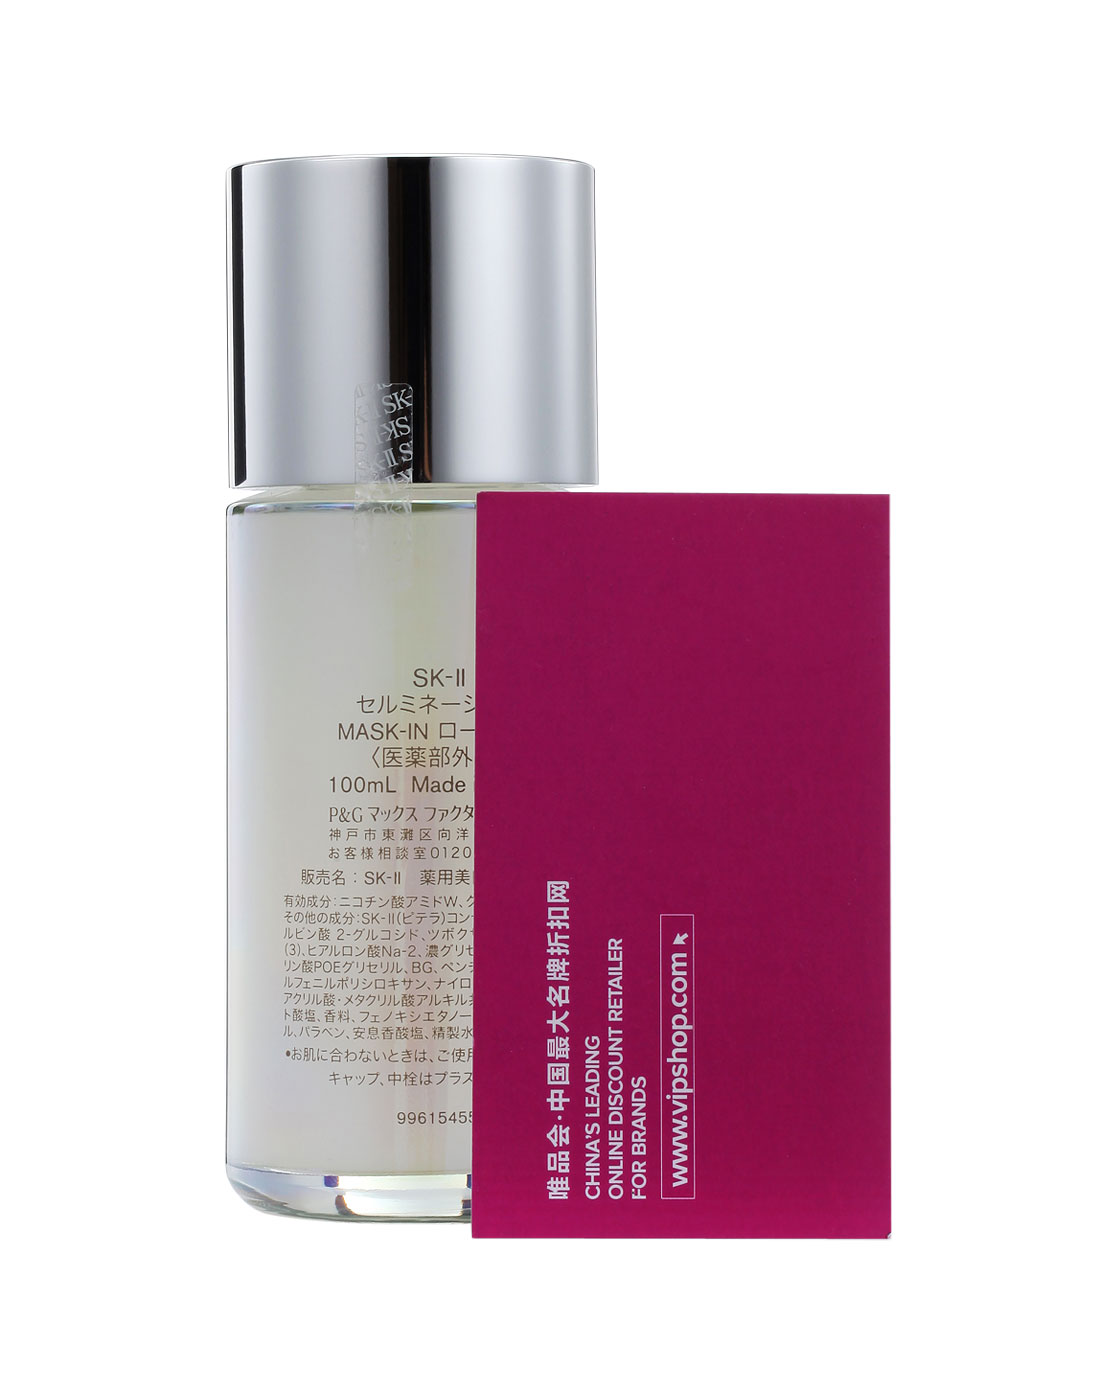 SK-II
セルミネーシ
MASK-IN ロー
〈医薬部外
100mL Made
P&G マックス ファクタ
神戸市東灘区向洋
お客様相談室0120
販売名：SK-II 薬用美
有効成分：ニコチン酸アミドW、
その他の成分：SK-II(ピテラ)コン
ルビン酸 2-グルコシド、ツボク
(3)、ヒアルロン酸Na-2、濃グリセ
リン酸POEグリセリル、BG、ペン
ルフェニルポリシロキサン、ナイロ
アクリル酸・メタクリル酸アルキル
ト酸塩、香料、フェノキシエタノー
ル、パラベン、安息香酸塩、精製水
*お肌に合わないときは、ご使
キャップ、中栓はプラス
9961545
唯品会·中国最大名牌折扣网
CHINA'S LEADING
ONLINE DISCOUNT RETAILER
FOR BRANDS
www.vipshop.com